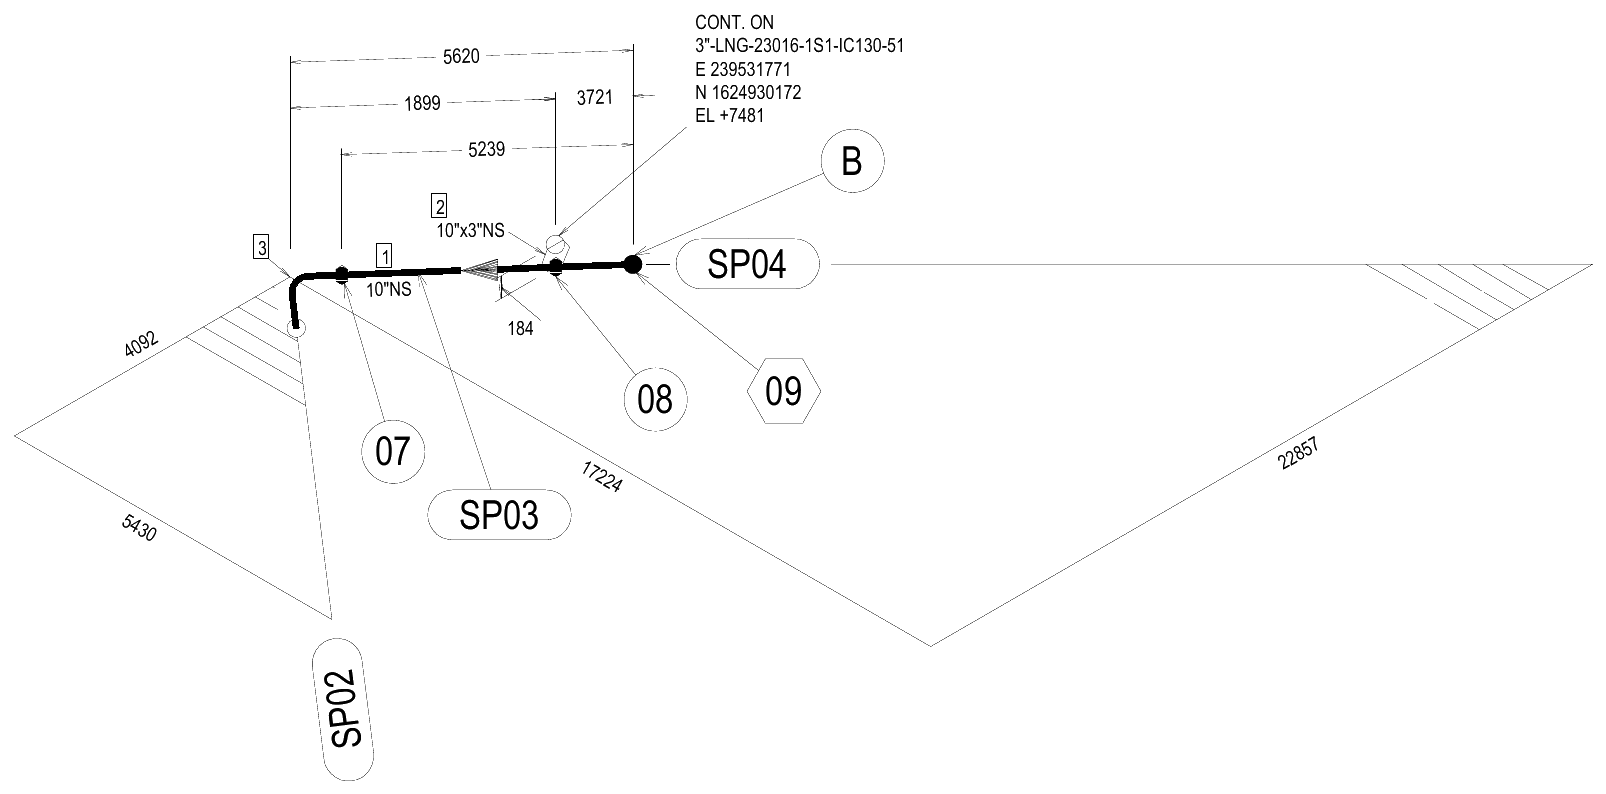 CONT. ON
3"-LNG-23016-1S1-IC130-51
E 239531771
N 1624930172
EL +7481
5620
1899
3721
5239
B
2
10"x3"NS
3
1
10"NS
SP04
184
4092
09
08
07
22857
17224
SP03
5430
SP02